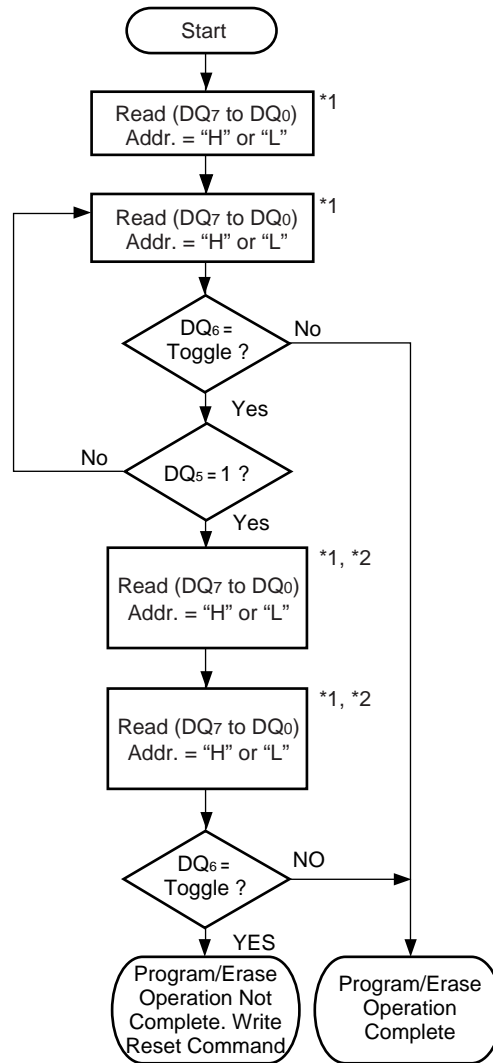 Start
Read (DQ7 to DQ0)
Addr. = “H” or “L”
*1
Read (DQ7 to DQ0)
Addr. = “H” or “L”
*1
DQ6 =
Toggle ?
No
Yes
DQ5 = 1 ?
No
Yes
Read (DQ7 to DQ0)
Addr. = “H” or “L”
*1, *2
Read (DQ7 to DQ0)
Addr. = “H” or “L”
*1, *2
DQ6 =
Toggle ?
NO
YES
Program/Erase
Operation Not
Complete. Write
Reset Command
Program/Erase
Operation
Complete